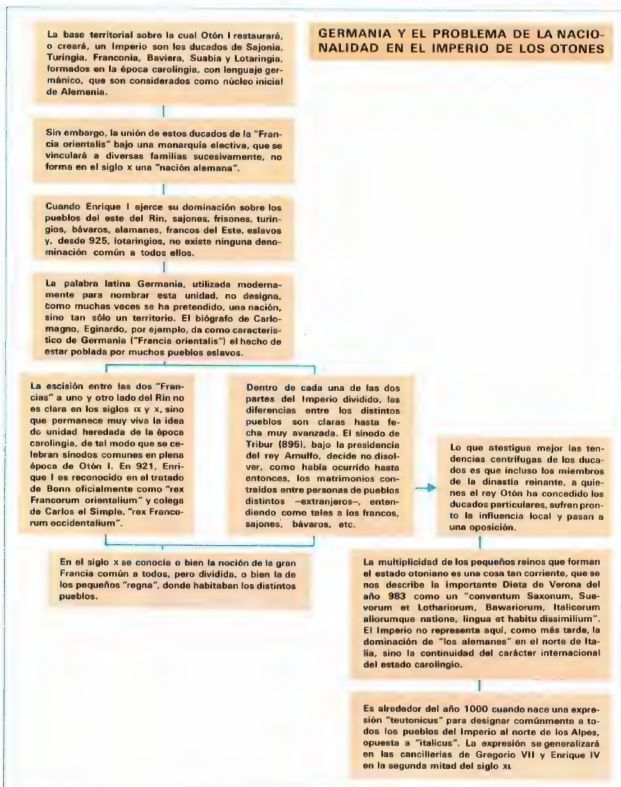 GERMANIA Y EL PROBLEMA DE LA NACIO-
NALIDAD EN EL IMPERIO DE LOS OTONES
La base territorial sobre la cual Otón I restaurará,
o creará, un Imperio son los ducados de Sajonia,
Turingia, Franconia, Baviera, Suabia y Lotaringia,
formados en la época carolingia, con lenguaje ger-
mánico, que son considerados como núcleo inicial
de Alemania.
Sin embargo, la unión de estos ducados de la "Fran-
cia orientalis" bajo una monarquía electiva, que se
vinculará a diversas familias sucesivamente, no
forma en el siglo X una "nación alemana".
Cuando Enrique I ejerce su dominación sobre los
pueblos del este del Rin, sajones, frisones, turin-
gios, bávaros, alamanes, francos del Este, eslavos
y, desde 925, lotaringios, no existe ninguna deno-
minación común a todos ellos.
La palabra latina Germania, utilizada moderna-
mente para nombrar esta unidad, no designa,
como muchas veces se ha pretendido, una nación,
sino tan sólo un territorio. El biógrafo de Carlo-
magno, Eginardo, por ejemplo, da como caracterís-
tico de Germania ("Francia orientalis") el hecho de
estar poblada por muchos pueblos eslavos.
La escisión entre las dos "Fran-
cias" a uno y otro lado del Rin no
es clara en los siglos IX y X, sino
que permanece muy viva la idea
de unidad heredada de la época
carolingia, de tal modo que se ce-
lebran sínodos comunes en plena
época de Otón I. En 921, Enri-
que I es reconocido en el tratado
de Bonn oficialmente como "rex
Francorum orientalium" y colega
de Carlos el Simple, "rex Franco-
rum occidentalium".
Dentro de cada una de las dos
partes del Imperio dividido, las
diferencias entre los distintos
pueblos son claras hasta fe-
cha muy avanzada. El sínodo de
Tribur (895), bajo la presidencia
del rey Arnulfo, decide no disol-
ver, como había ocurrido hasta
entonces, los matrimonios con-
traídos entre personas de pueblos
distintos —extranjeros—, enten-
diendo como tales a los francos,
sajones, bávaros, etc.
En el siglo X se conocía o bien la noción de la gran
Francia común a todos, pero dividida, o bien la de
los pequeños "regna", donde habitaban los distintos
pueblos.
Lo que atestigua mejor las ten-
dencias centrífugas de los duca-
dos es que incluso los miembros
de la dinastía reinante, a quie-
nes el rey Otón ha concedido los
ducados particulares, sufren pron-
to la influencia local y pasan a
una oposición.
La multiplicidad de los pequeños reinos que forman
el estado otoniano es una cosa tan corriente, que se
nos describe la importante Dieta de Verona del
año 983 como un "conventum Saxonum, Sue-
vorum et Lothariorum, Bawariorum, Italicorum
aliorumque natione, lingua et habitu dissimilium".
El Imperio no representa aquí, como más tarde, la
dominación de "los alemanes" en el norte de Ita-
lia, sino la continuidad del carácter internacional
del estado carolingio.
Es alrededor del año 1000 cuando nace una expre-
sión "teutonicus" para designar comúnmente a to-
dos los pueblos del Imperio al norte de los Alpes,
opuesta a "italicus". La expresión se generalizará
en las cancillerías de Gregorio VII y Enrique IV
en la segunda mitad del siglo XI.